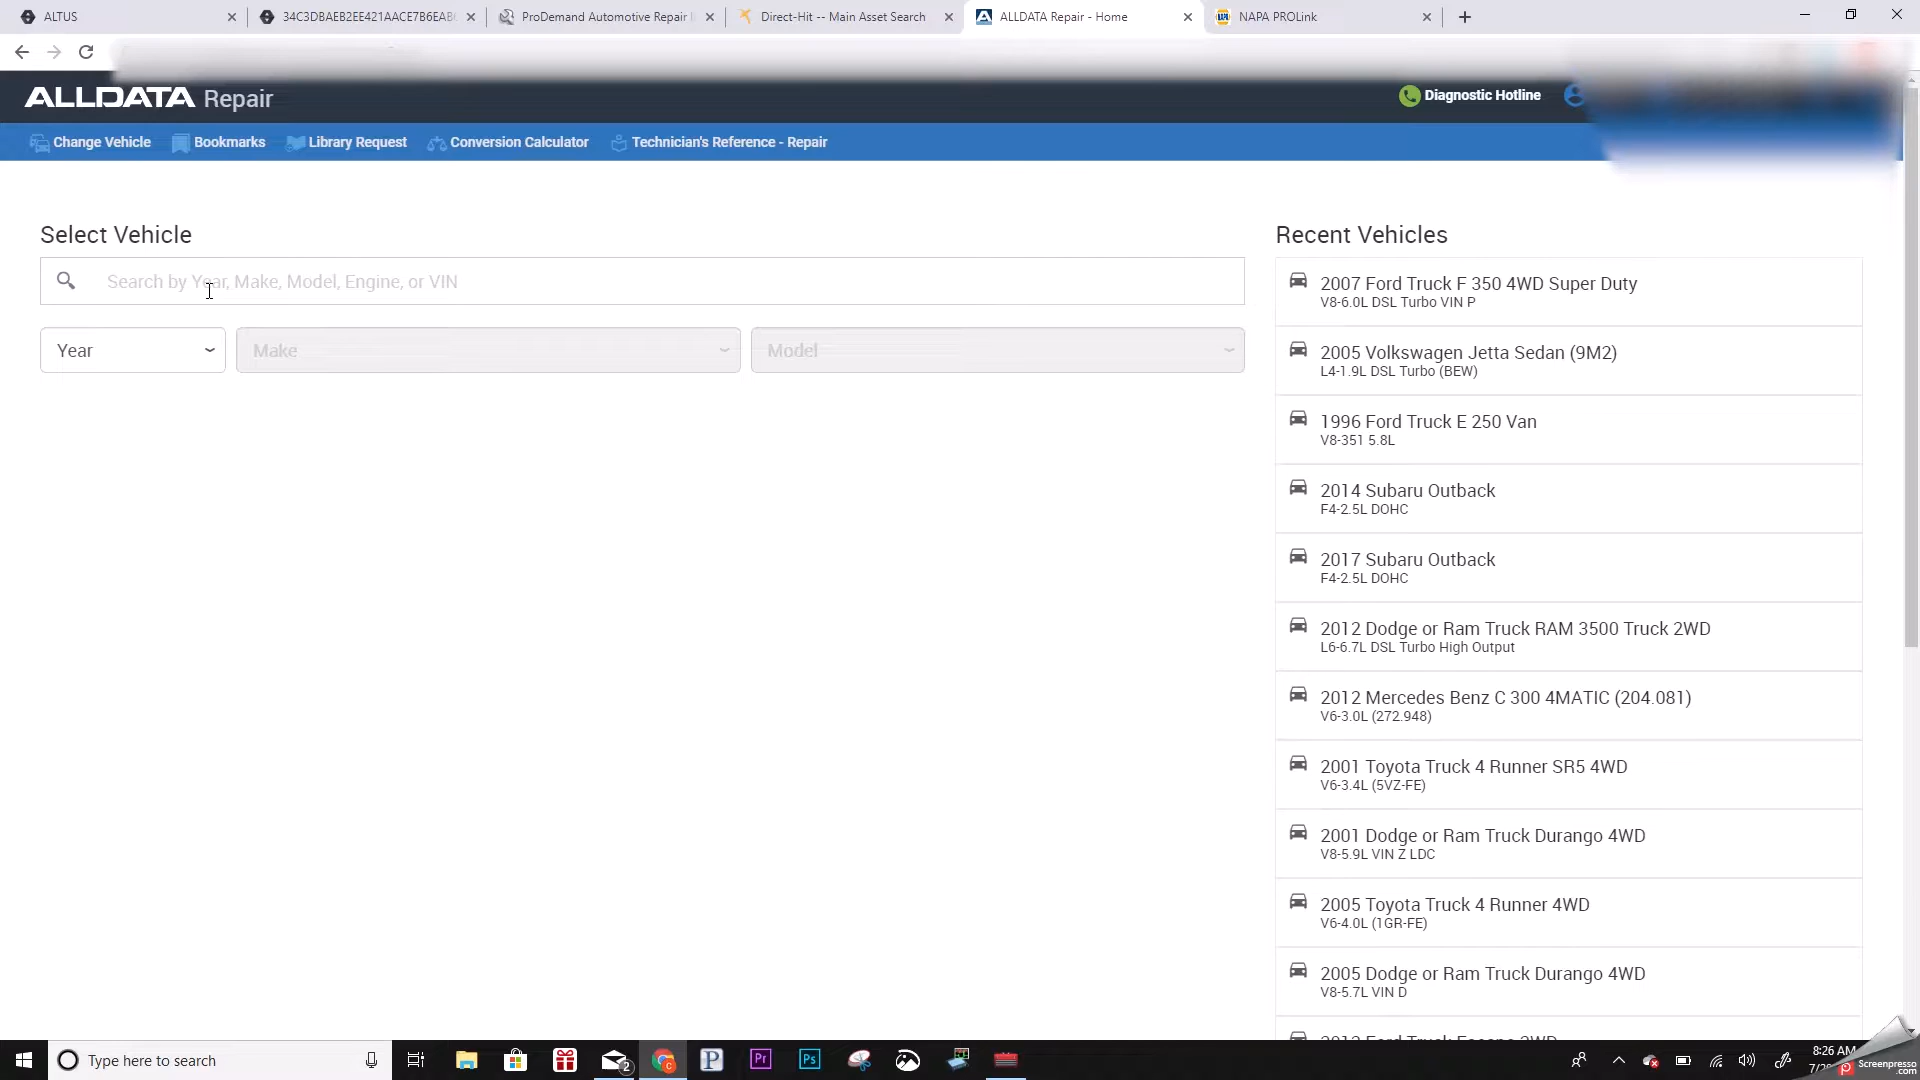 ALTUS
34C3DBAEB2EE421AACE7B6EAB
ProDemand Automotive Repair
Direct-Hit -- Main Asset Search
ALLDATA Repair - Home
NAPA PROLink
ALLDATA Repair
Diagnostic Hotline
Change Vehicle
Bookmarks
Library Request
Conversion Calculator
Technician's Reference - Repair
Select Vehicle
Search by Year, Make, Model, Engine, or VIN
Year
Make
Model
Recent Vehicles
2007 Ford Truck F 350 4WD Super Duty
V8-6.0L DSL Turbo VIN P
2005 Volkswagen Jetta Sedan (9M2)
L4-1.9L DSL Turbo (BEW)
1996 Ford Truck E 250 Van
V8-351 5.8L
2014 Subaru Outback
F4-2.5L DOHC
2017 Subaru Outback
F4-2.5L DOHC
2012 Dodge or Ram Truck RAM 3500 Truck 2WD
L6-6.7L DSL Turbo High Output
2012 Mercedes Benz C 300 4MATIC (204.081)
V6-3.0L (272.948)
2001 Toyota Truck 4 Runner SR5 4WD
V6-3.4L (5VZ-FE)
2001 Dodge or Ram Truck Durango 4WD
V8-5.9L VIN Z LDC
2005 Toyota Truck 4 Runner 4WD
V6-4.0L (1GR-FE)
2005 Dodge or Ram Truck Durango 4WD
V8-5.7L VIN D
Type here to search
2
Pr
Ps
8:26 AM
Screenpresso
.com